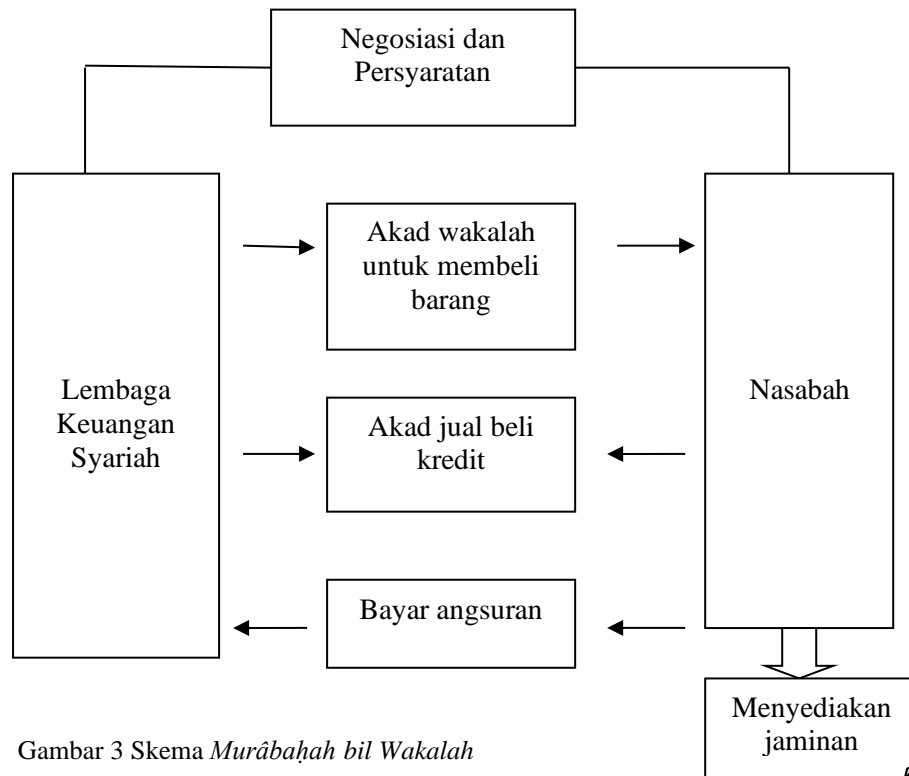 Negosiasi dan
Persyaratan
Akad wakalah
untuk membeli
barang
Lembaga
Keuangan
Syariah
Nasabah
Akad jual beli
kredit
Bayar angsuran
Menyediakan
jaminan
Gambar 3 Skema Murâbaḥah bil Wakalah